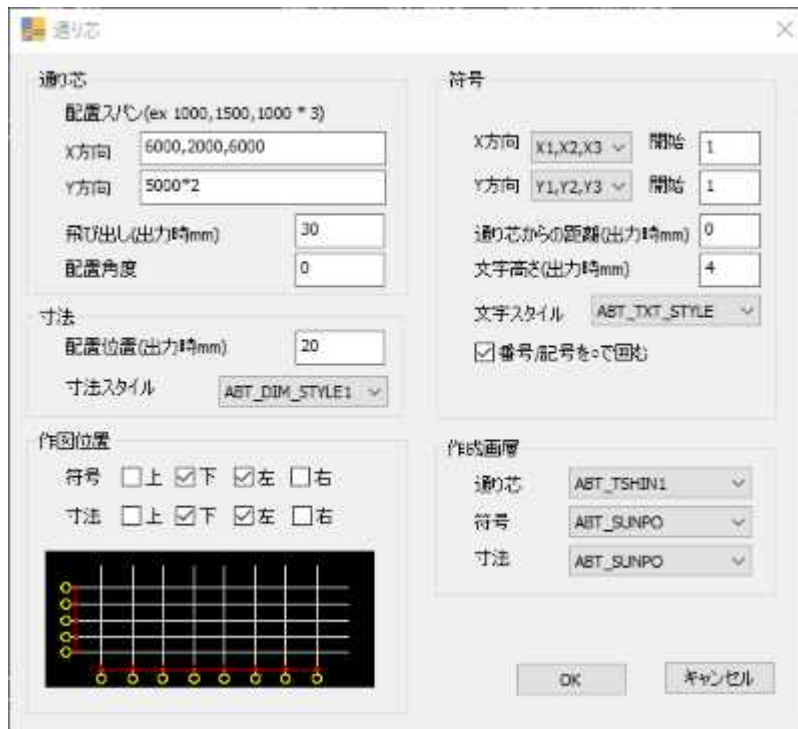 通り芯
通り芯
配置スパン(ex 1000,1500,1000 * 3)
X方向 6000,2000,6000
Y方向 5000*2
飛び出し(出力時mm) 30
配置角度 0
寸法
配置位置(出力時mm) 20
寸法スタイル ABT_DIM_STYLE1
作図位置
符号 上 下 左 右
寸法 上 下 左 右
符号
X方向 X1,X2,X3 開始 1
Y方向 Y1,Y2,Y3 開始 1
通り芯からの距離(出力時mm) 0
文字高さ(出力時mm) 4
文字スタイル ABT_TXT_STYLE
番号/記号を○で囲む
作成画層
通り芯 ABT_TSHIN1
符号 ABT_SUNPO
寸法 ABT_SUNPO
OK キャンセル